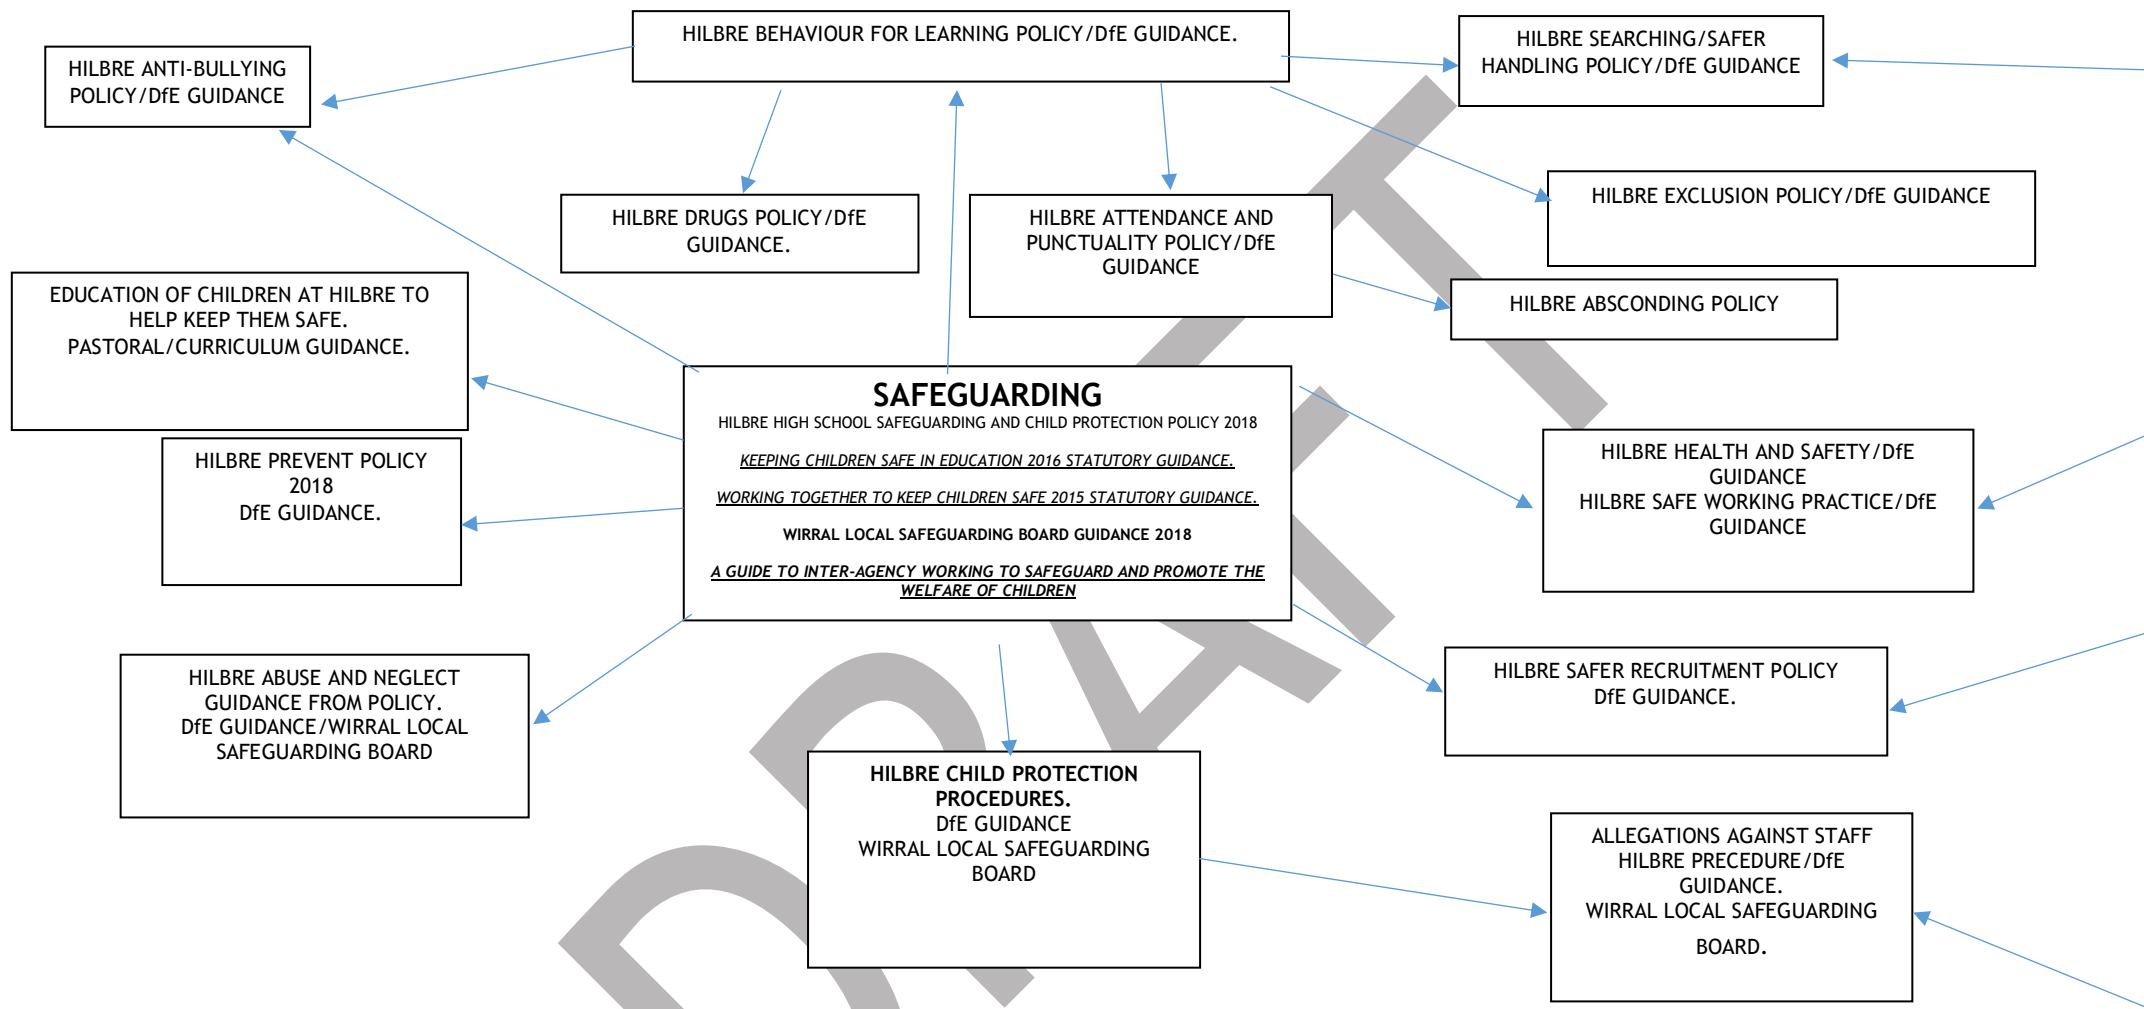 HILBRE BEHAVIOUR FOR LEARNING POLICY/DfE GUIDANCE.
HILBRE SEARCHING/SAFER
HANDLING POLICY/DfE GUIDANCE
HILBRE ANTI-BULLYING
POLICY/DfE GUIDANCE
HILBRE DRUGS POLICY/DfE
GUIDANCE.
HILBRE ATTENDANCE AND
PUNCTUALITY POLICY/DfE
GUIDANCE
HILBRE EXCLUSION POLICY/DfE GUIDANCE
HILBRE ABSCONDING POLICY
EDUCATION OF CHILDREN AT HILBRE TO
HELP KEEP THEM SAFE.
PASTORAL/CURRICULUM GUIDANCE.
SAFEGUARDING
HILBRE HIGH SCHOOL SAFEGUARDING AND CHILD PROTECTION POLICY 2018
KEEPING CHILDREN SAFE IN EDUCATION 2016 STATUTORY GUIDANCE.
WORKING TOGETHER TO KEEP CHILDREN SAFE 2015 STATUTORY GUIDANCE.
WIRRAL LOCAL SAFEGUARDING BOARD GUIDANCE 2018
A GUIDE TO INTER-AGENCY WORKING TO SAFEGUARD AND PROMOTE THE
WELFARE OF CHILDREN
HILBRE PREVENT POLICY
2018
DfE GUIDANCE.
HILBRE HEALTH AND SAFETY/DfE
GUIDANCE
HILBRE SAFE WORKING PRACTICE/DfE
GUIDANCE
HILBRE ABUSE AND NEGLECT
GUIDANCE FROM POLICY.
DfE GUIDANCE/WIRRAL LOCAL
SAFEGUARDING BOARD
HILBRE SAFER RECRUITMENT POLICY
DfE GUIDANCE.
HILBRE CHILD PROTECTION
PROCEDURES.
DfE GUIDANCE
WIRRAL LOCAL SAFEGUARDING
BOARD
ALLEGATIONS AGAINST STAFF
HILBRE PRECEDURE/DfE
GUIDANCE.
WIRRAL LOCAL SAFEGUARDING
BOARD.
DRAFT